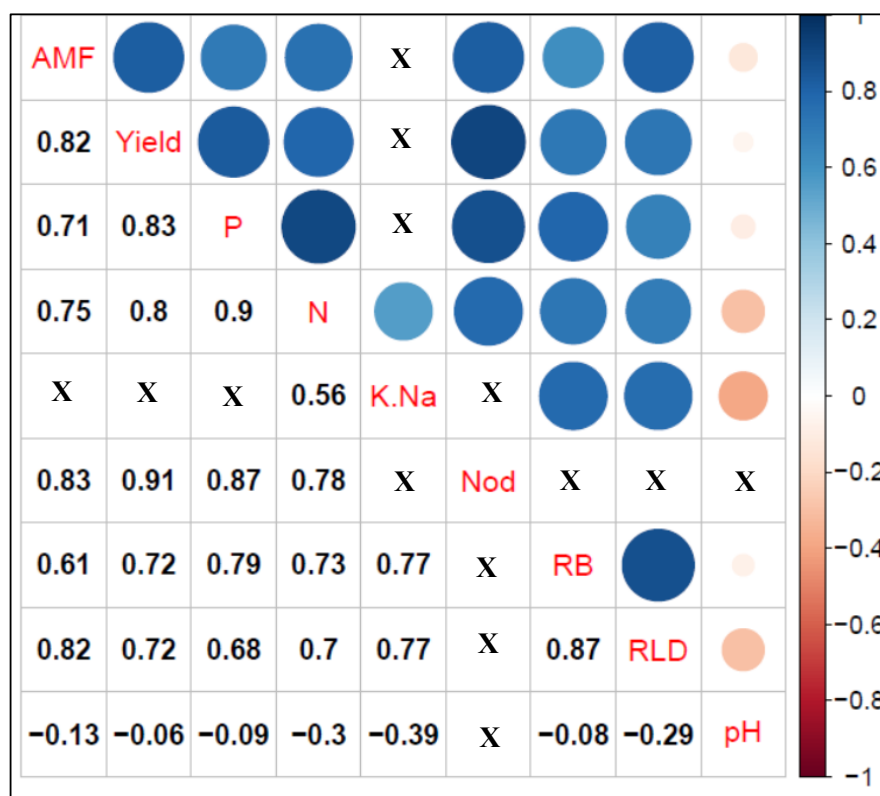 1
AMF X
0.8
0.82 Yield X
0.6
0.71 0.83 P X
0.4
0.75 0.8 0.9 N
0.2
X X X 0.56 K.Na X
0
0.83 0.91 0.87 0.78 X Nod X X X
−0.2
0.61 0.72 0.79 0.73 0.77 X RB
−0.4
0.82 0.72 0.68 0.7 0.77 X 0.87 RLD
−0.6
−0.13 −0.06 −0.09 −0.3 −0.39 X −0.08 −0.29 pH
−0.8
−1